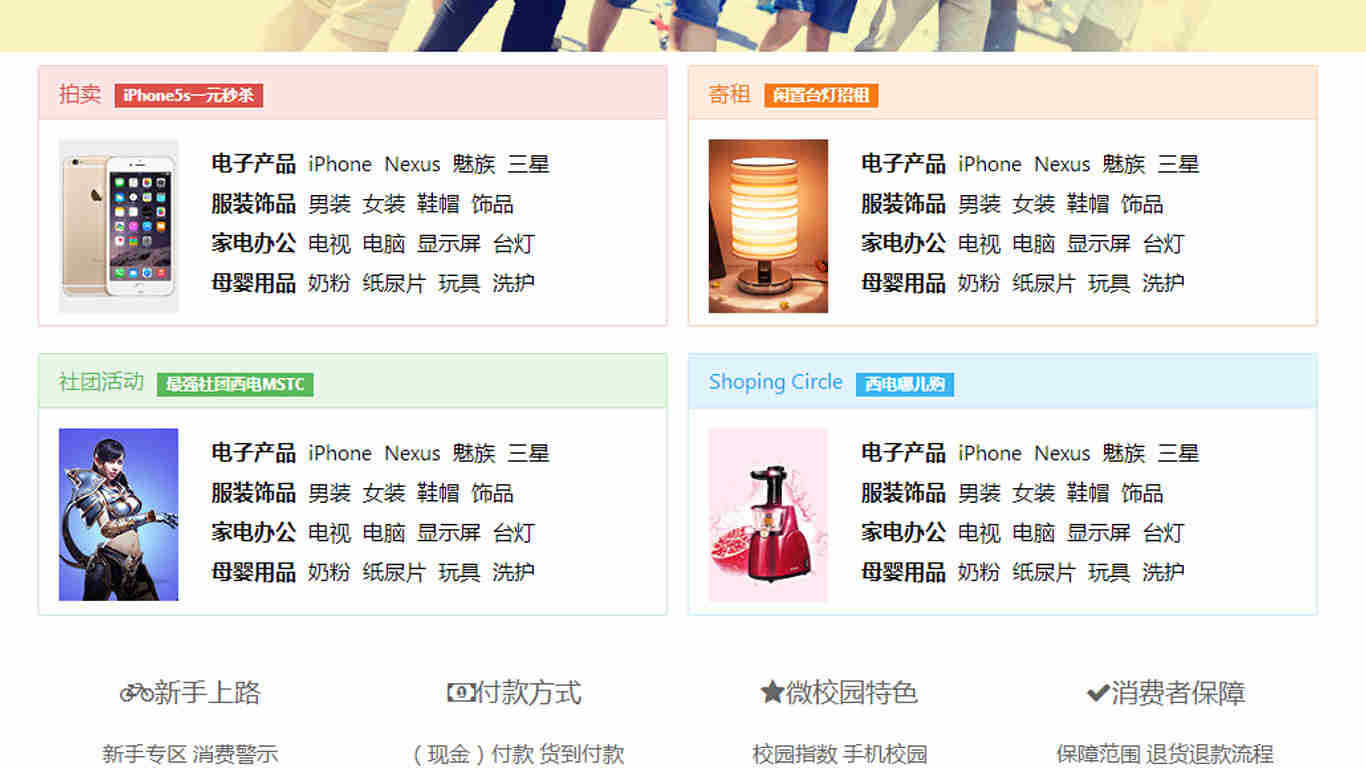 拍卖 iPhone5s一元秒杀
电子产品 iPhone Nexus 魅族 三星
服装饰品 男装 女装 鞋帽 饰品
家电办公 电视 电脑 显示屏 台灯
母婴用品 奶粉 纸尿片 玩具 洗护
寄租 闲置台灯招租
电子产品 iPhone Nexus 魅族 三星
服装饰品 男装 女装 鞋帽 饰品
家电办公 电视 电脑 显示屏 台灯
母婴用品 奶粉 纸尿片 玩具 洗护
社团活动 最强社团西电MSTC
电子产品 iPhone Nexus 魅族 三星
服装饰品 男装 女装 鞋帽 饰品
家电办公 电视 电脑 显示屏 台灯
母婴用品 奶粉 纸尿片 玩具 洗护
Shoping Circle 西电哪儿购
电子产品 iPhone Nexus 魅族 三星
服装饰品 男装 女装 鞋帽 饰品
家电办公 电视 电脑 显示屏 台灯
母婴用品 奶粉 纸尿片 玩具 洗护
新手上路 付款方式 微校园特色 消费者保障
新手专区 消费警示 （现金）付款 货到付款 校园指数 手机校园 保障范围 退货退款流程